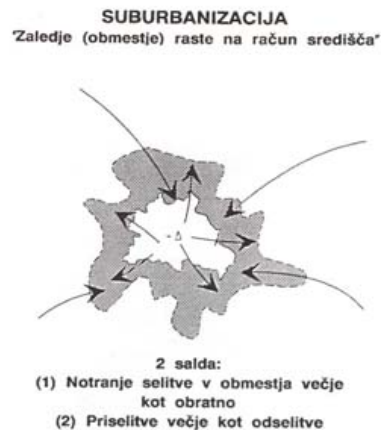 SUBURBANIZACIJA
"Zaledje (obmestje) raste na račun središča"
- Δ
2 salda:
(1) Notranje selitve v obmestja večje
kot obratno
(2) Priselitve večje kot odselitve